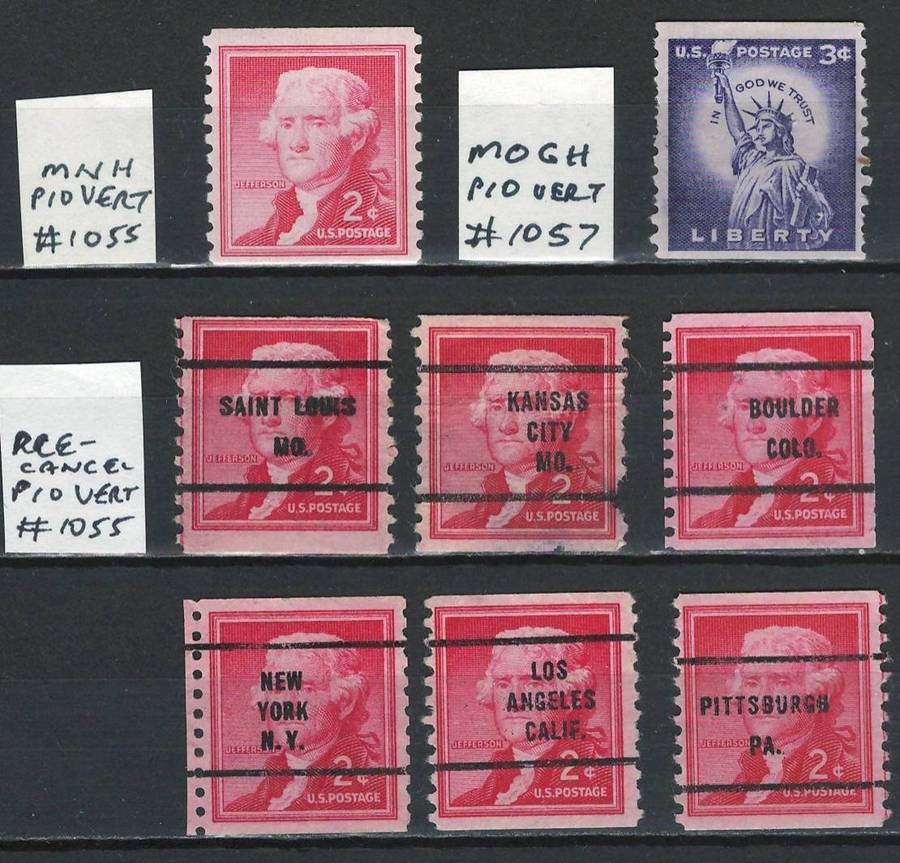 MNH
P10 VERT
#1055
JEFFERSON
2¢
U.S.POSTAGE
MOGH
P10 VERT
#1057
U.S. POSTAGE 3¢
IN GOD WE TRUST
LIBERTY
PRE-
CANCEL
P10 VERT
#1055
SAINT LOUIS
MO.
JEFFERSON
2¢
U.S.POSTAGE
KANSAS
CITY
MO.
JEFFERSON
2
U.S.POSTAGE
BOULDER
COLO.
JEFFERSON
2¢
U.S.POSTAGE
NEW
YORK
N.Y.
JEFFERSON
2¢
U.S.POSTAGE
LOS
ANGELES
CALIF.
JEFFERSON
2¢
U.S.POSTAGE
PITTSBURGH
PA.
JEFFERSON
2¢
U.S.POSTAGE